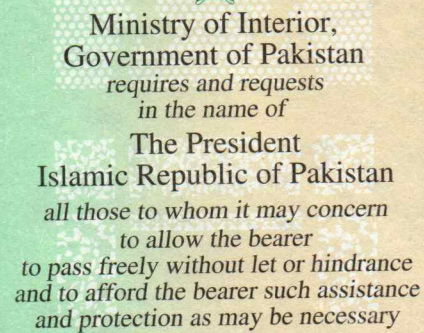 Ministry of Interior,
Government of Pakistan
requires and requests
in the name of
The President
Islamic Republic of Pakistan
all those to whom it may concern
to allow the bearer
to pass freely without let or hindrance
and to afford the bearer such assistance
and protection as may be necessary